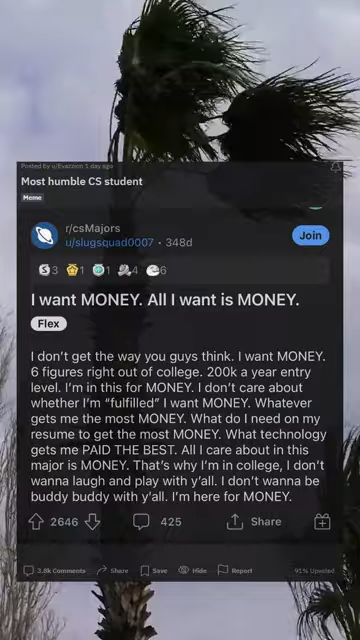 Posted by u/Evazzion 1 day ago
Most humble CS student
Meme
r/csMajors
u/slugsquad0007 • 348d
Join
3 1 1 4 6
I want MONEY. All I want is MONEY.
Flex
I don't get the way you guys think. I want MONEY.
6 figures right out of college. 200k a year entry
level. I'm in this for MONEY. I don't care about
whether I'm “fulfilled” I want MONEY. Whatever
gets me the most MONEY. What do I need on my
resume to get the most MONEY. What technology
gets me PAID THE BEST. All I care about in this
major is MONEY. That's why I'm in college, I don't
wanna laugh and play with y'all. I don't wanna be
buddy buddy with y'all. I'm here for MONEY.
2646 425 Share
3.8k Comments Share Save Hide Report 91% Upvoted